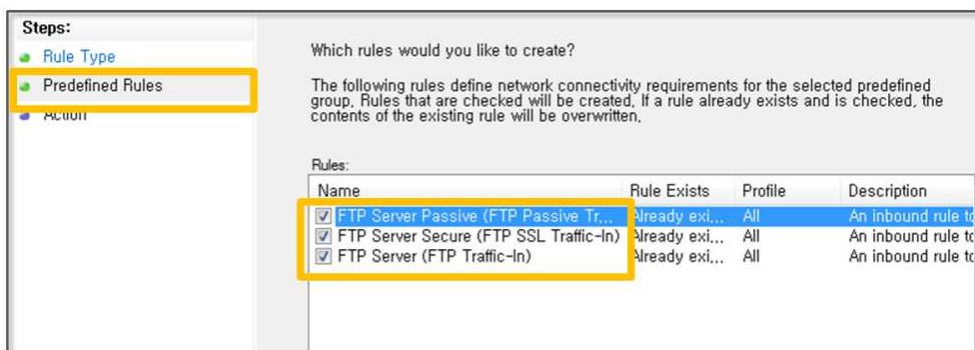 Steps:
Rule Type
Predefined Rules
Action
Which rules would you like to create?
The following rules define network connectivity requirements for the selected predefined
group, Rules that are checked will be created, If a rule already exists and is checked, the
contents of the existing rule will be overwritten,
Rules:
Name Rule Exists Profile Description
FTP Server Passive (FTP Passive Tr... Already exi... All An inbound rule to
FTP Server Secure (FTP SSL Traffic-In) Already exi... All An inbound rule to
FTP Server (FTP Traffic-In) Already exi... All An inbound rule to